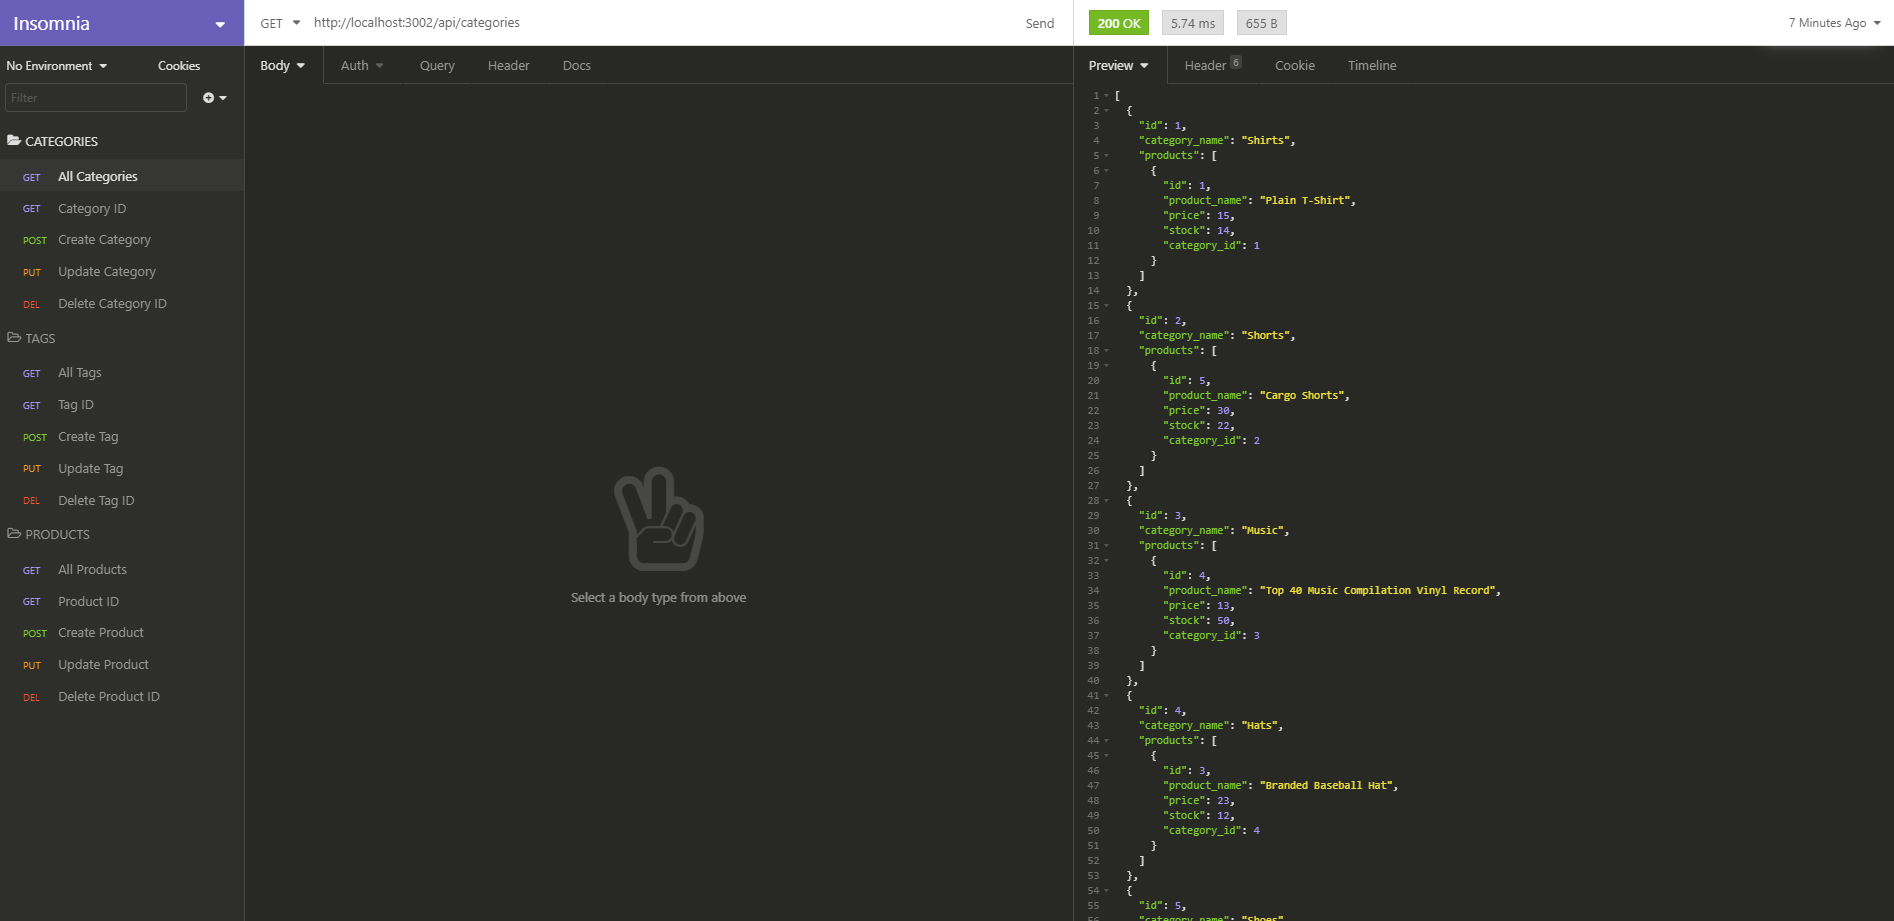 Insomnia
GET http://localhost:3002/api/categories Send
200 OK 5.74 ms 655 B 7 Minutes Ago
No Environment Cookies
Filter
CATEGORIES
GET All Categories
GET Category ID
POST Create Category
PUT Update Category
DEL Delete Category ID
TAGS
GET All Tags
GET Tag ID
POST Create Tag
PUT Update Tag
DEL Delete Tag ID
PRODUCTS
GET All Products
GET Product ID
POST Create Product
PUT Update Product
DEL Delete Product ID
Body Auth Query Header Docs
Select a body type from above
Preview Header 6 Cookie Timeline
1 [
2 {
3 "id": 1,
4 "category_name": "Shirts",
5 "products": [
6 {
7 "id": 1,
8 "product_name": "Plain T-Shirt",
9 "price": 15,
10 "stock": 14,
11 "category_id": 1
12 }
13 ]
14 },
15 {
16 "id": 2,
17 "category_name": "Shorts",
18 "products": [
19 {
20 "id": 5,
21 "product_name": "Cargo Shorts",
22 "price": 30,
23 "stock": 22,
24 "category_id": 2
25 }
26 ]
27 },
28 {
29 "id": 3,
30 "category_name": "Music",
31 "products": [
32 {
33 "id": 4,
34 "product_name": "Top 40 Music Compilation Vinyl Record",
35 "price": 13,
36 "stock": 50,
37 "category_id": 3
38 }
39 ]
40 },
41 {
42 "id": 4,
43 "category_name": "Hats",
44 "products": [
45 {
46 "id": 3,
47 "product_name": "Branded Baseball Hat",
48 "price": 23,
49 "stock": 12,
50 "category_id": 4
51 }
52 ]
53 },
54 {
55 "id": 5,
56 "category_name": "Shoes"